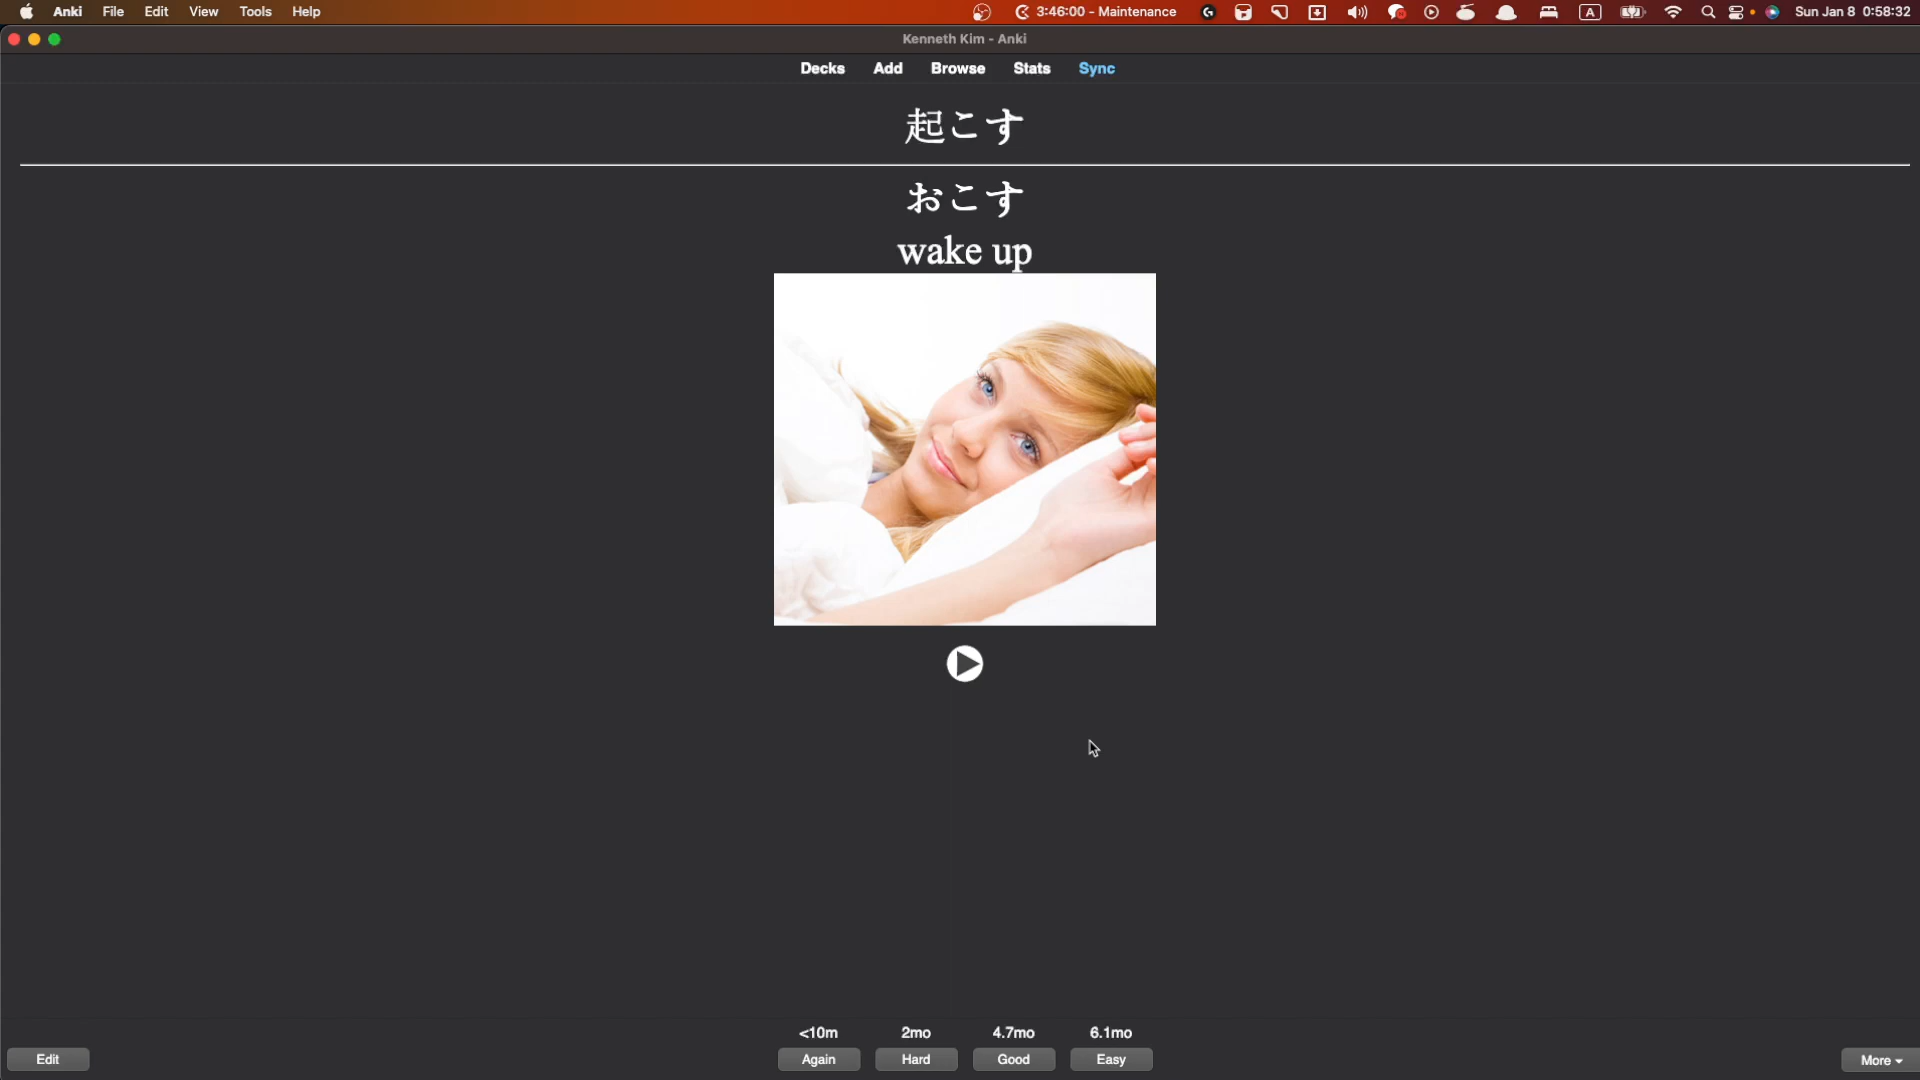 Anki File Edit View Tools Help 3:46:00 - Maintenance A Sun Jan 8 0:58:32
Kenneth Kim - Anki
Decks Add Browse Stats Sync
起こす
おこす
wake up
<10m 2mo 4.7mo 6.1mo
Edit Again Hard Good Easy More